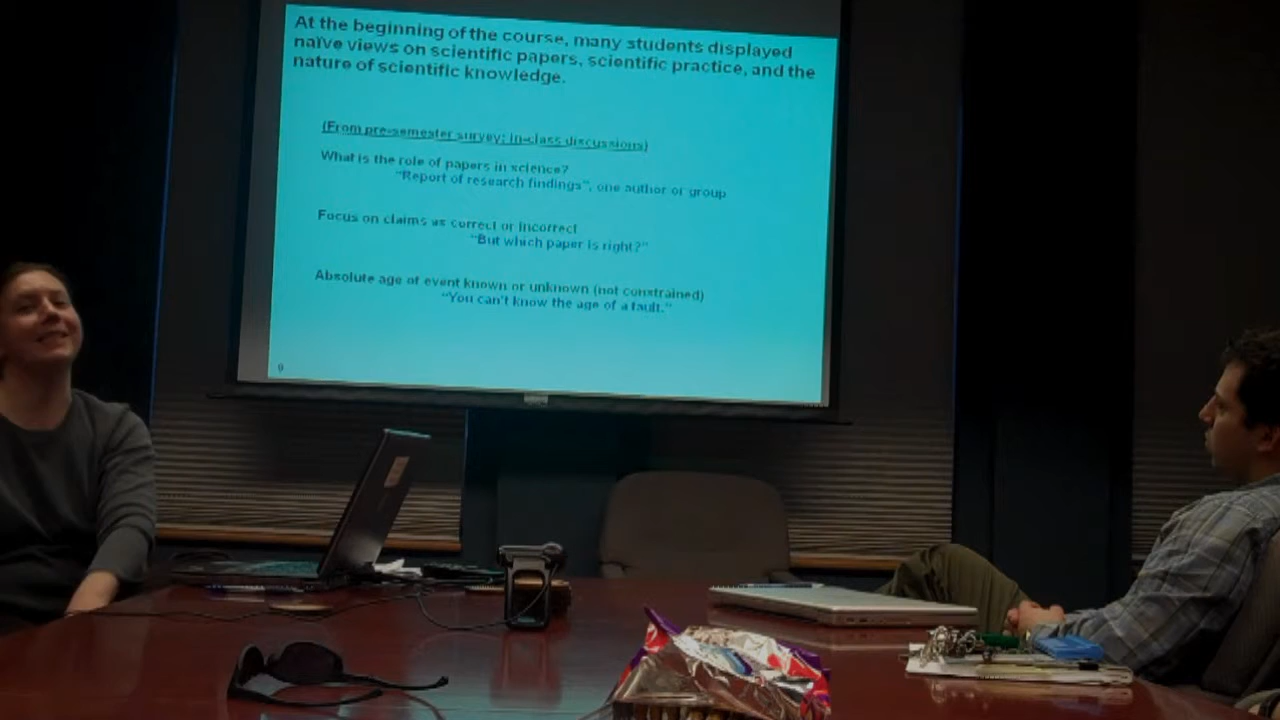 At the beginning of the course, many students displayed
naïve views on scientific papers, scientific practice, and the
nature of scientific knowledge.
(From pre-semester survey; in-class discussions)
What is the role of papers in science?
"Report of research findings", one author or group
Focus on claims as correct or incorrect
"But which paper is right?"
Absolute age of event known or unknown (not constrained)
"You can't know the age of a fault."
9